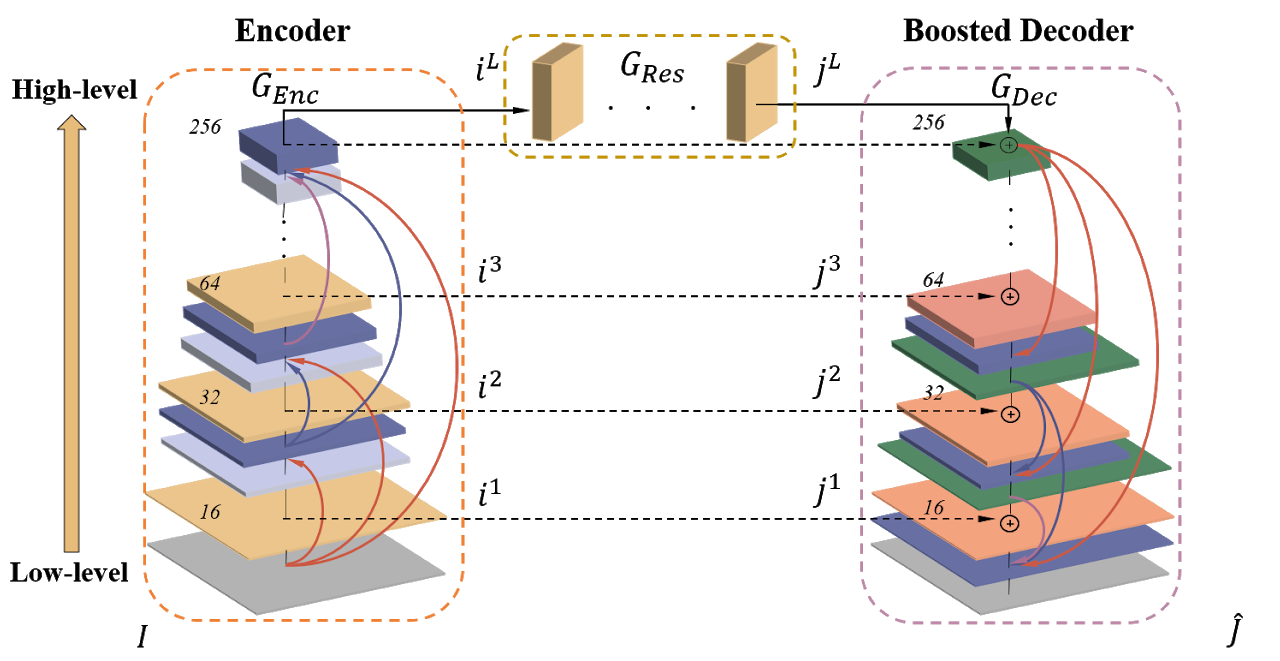 Encoder
Boosted Decoder
High-level
G_{Enc}
i^L
G_{Res}
j^L
G_{Dec}
256
. . .
256
+
64
i^3
j^3
64
+
32
i^2
j^2
32
+
16
i^1
j^1
16
+
Low-level
I
Ĵ